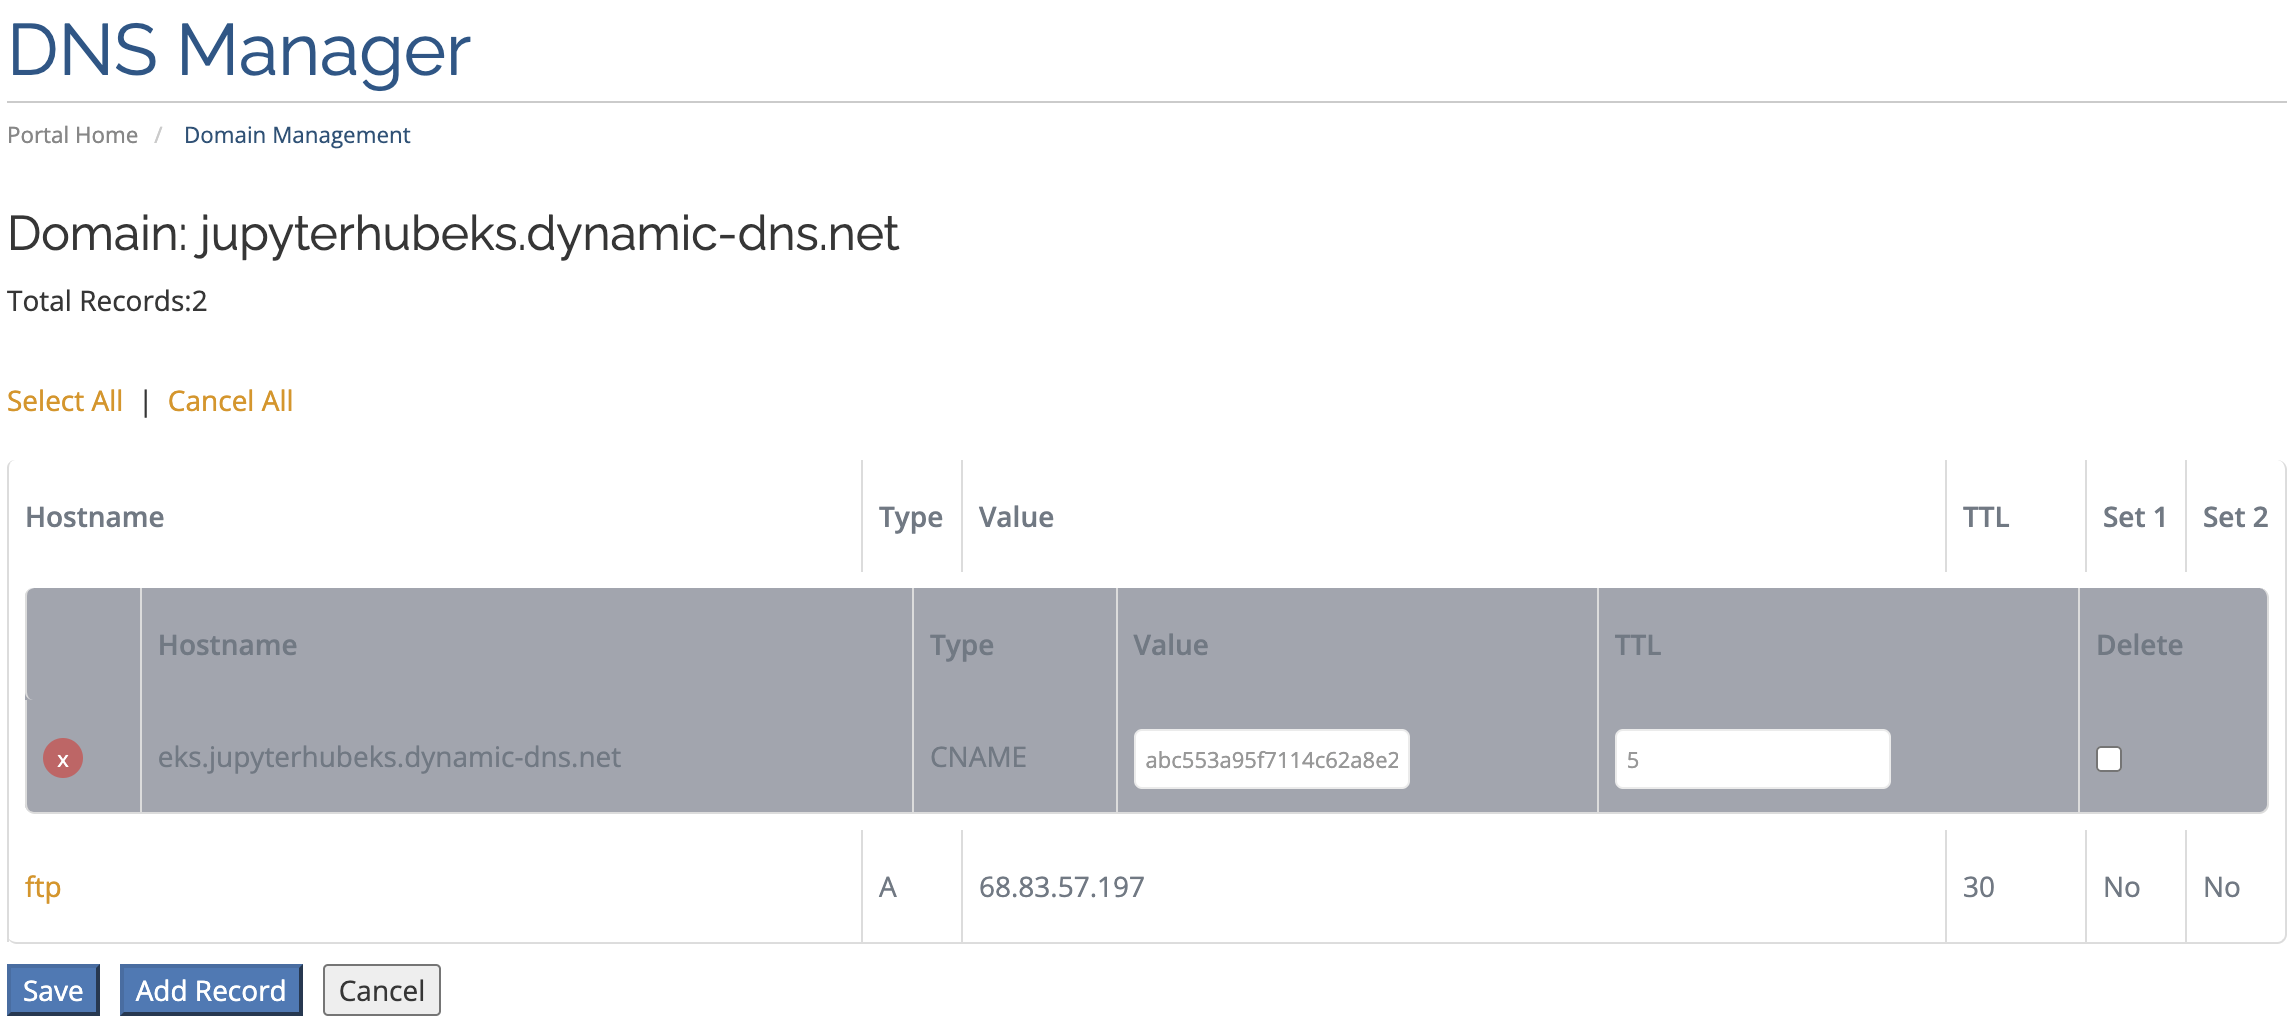 DNS Manager
Portal Home / Domain Management
Domain: jupyterhubeks.dynamic-dns.net
Total Records:2
Select All | Cancel All
Hostname Type Value TTL Set 1 Set 2
Hostname Type Value TTL Delete
x eks.jupyterhubeks.dynamic-dns.net CNAME abc553a95f7114c62a8e2 5
ftp A 68.83.57.197 30 No No
Save Add Record Cancel